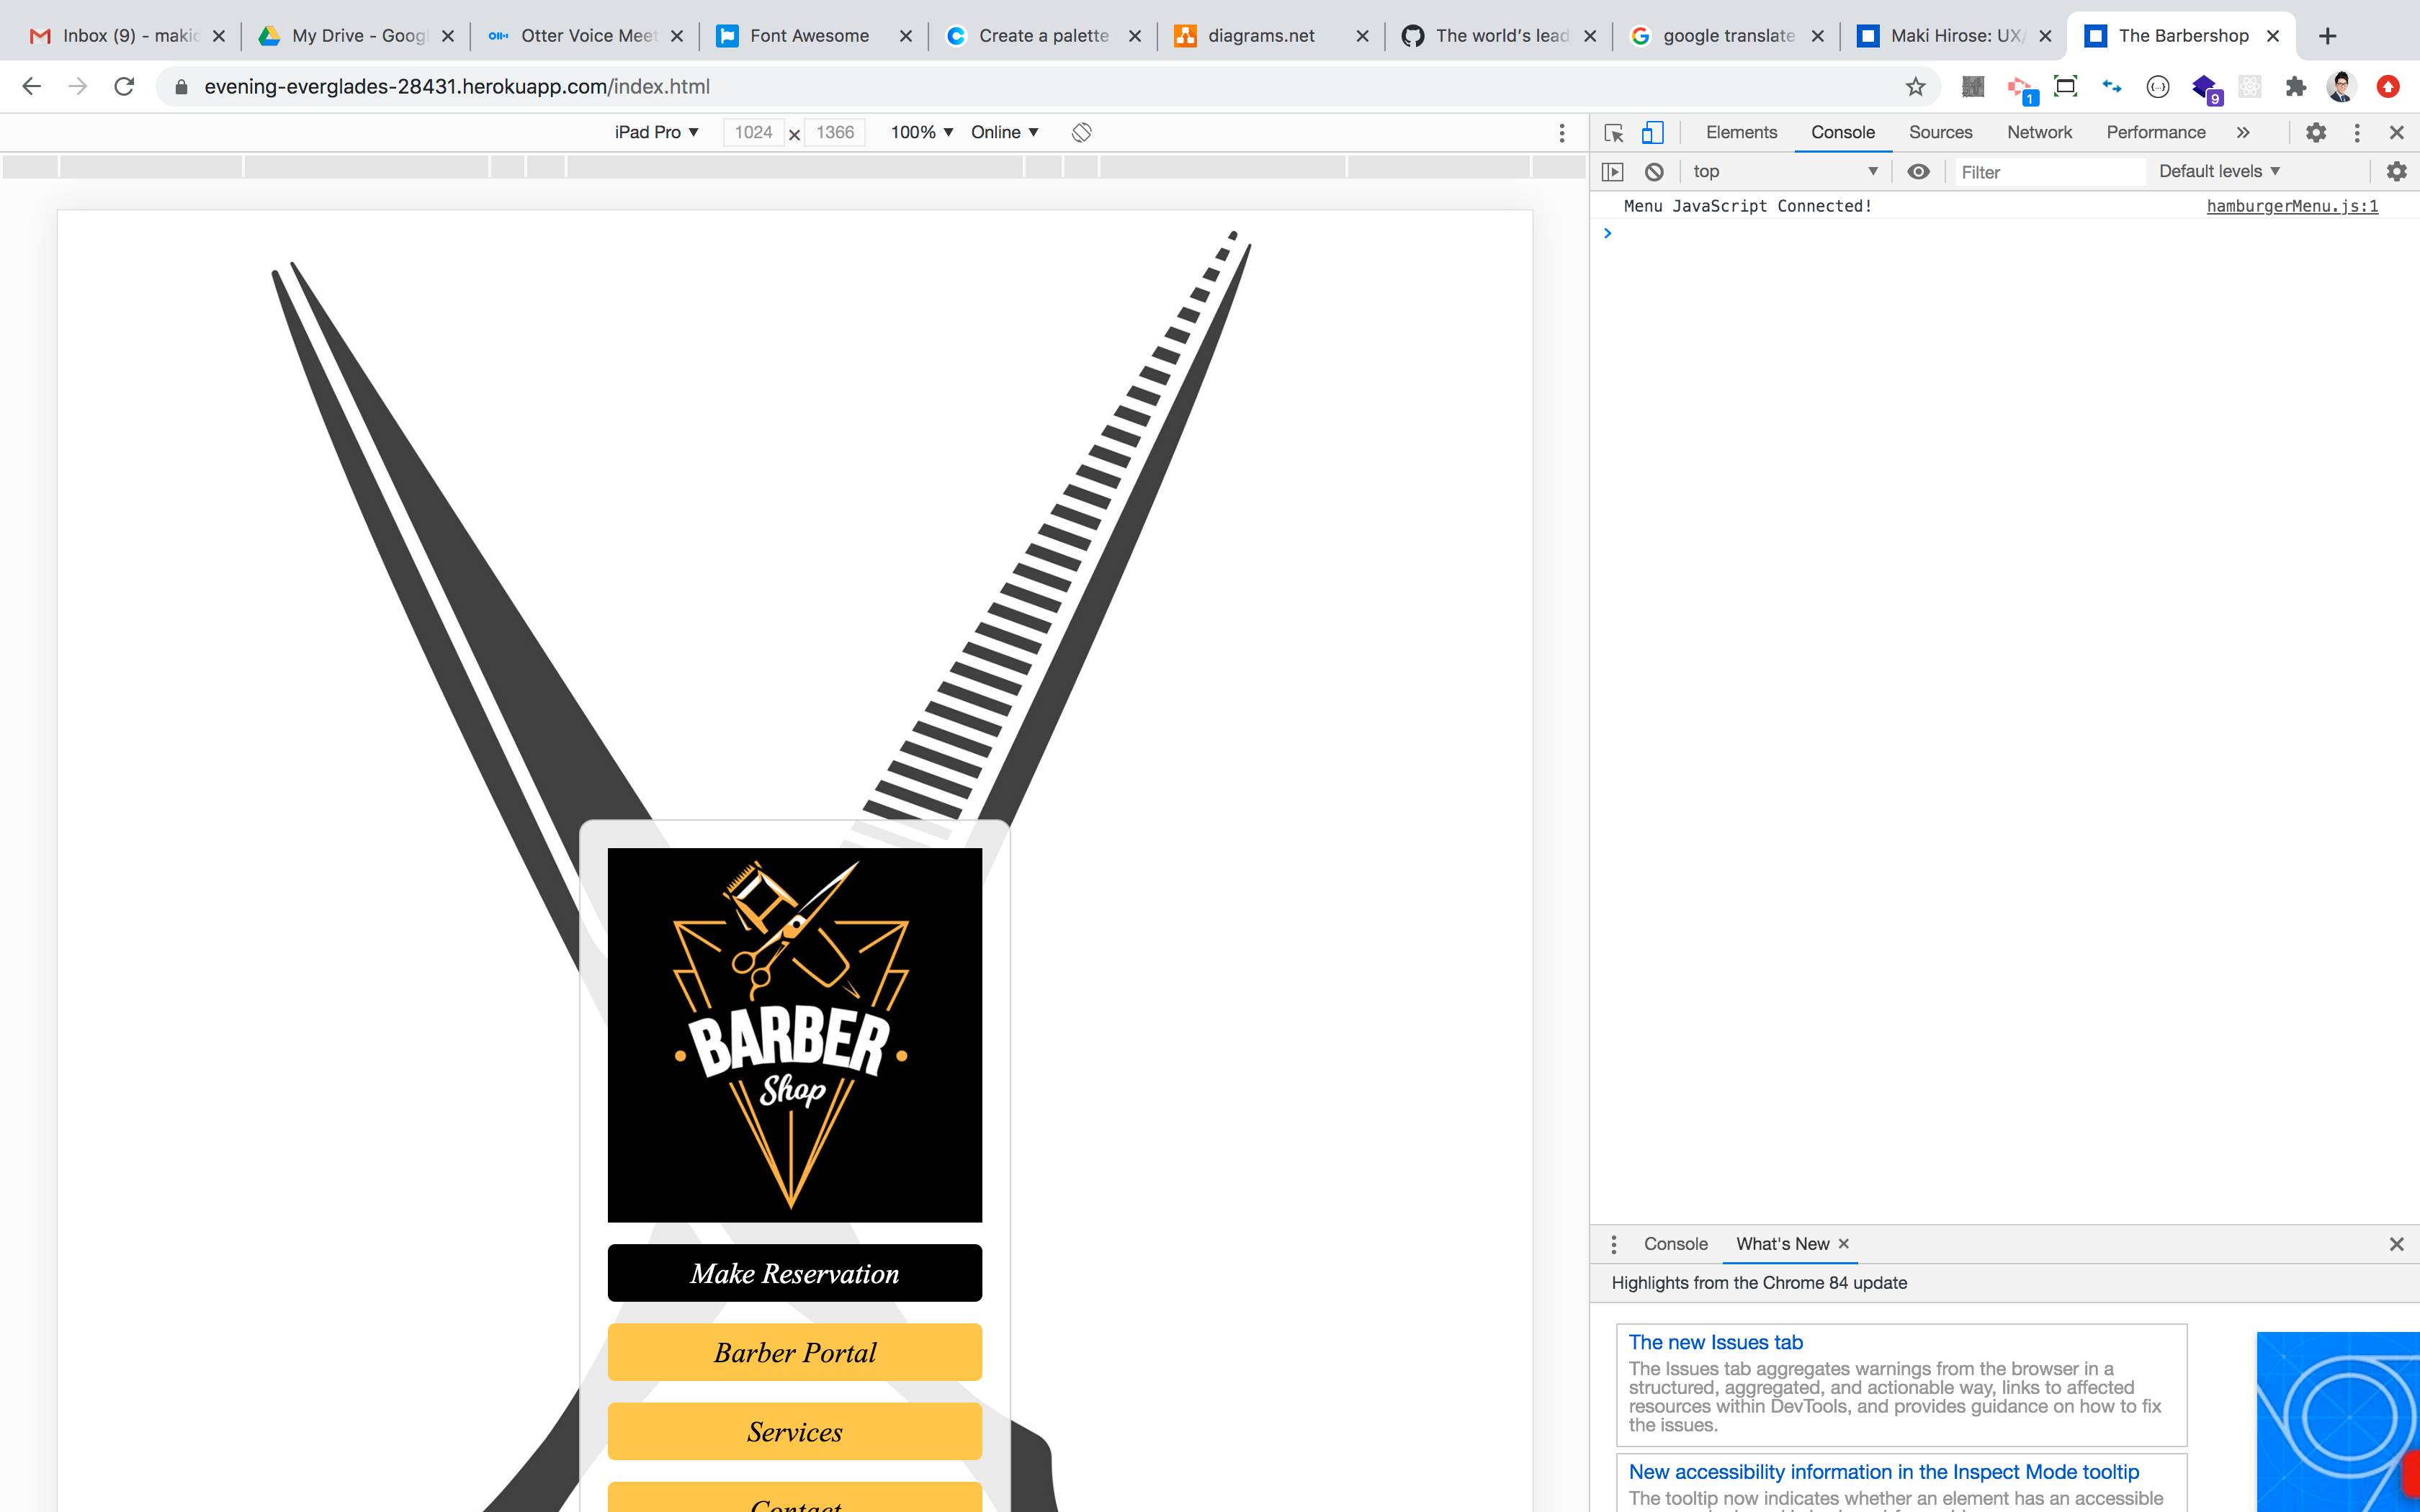 Inbox (9) - makic
My Drive - Googl
Otter Voice Meet
Font Awesome
Create a palette
diagrams.net
The world's lead
google translate
Maki Hirose: UX/
The Barbershop
evening-everglades-28431.herokuapp.com/index.html
1
9
iPad Pro ▼ 1024 × 1366 100% ▼ Online ▼
Elements Console Sources Network Performance »
top ▼ Filter Default levels ▼
Menu JavaScript Connected! hamburgerMenu.js:1
BARBER
Shop
Make Reservation
Barber Portal
Services
Contact
Console What's New
Highlights from the Chrome 84 update
The new Issues tab
The Issues tab aggregates warnings from the browser in a
structured, aggregated, and actionable way, links to affected
resources within DevTools, and provides guidance on how to fix
the issues.
New accessibility information in the Inspect Mode tooltip
The tooltip now indicates whether an element has an accessible